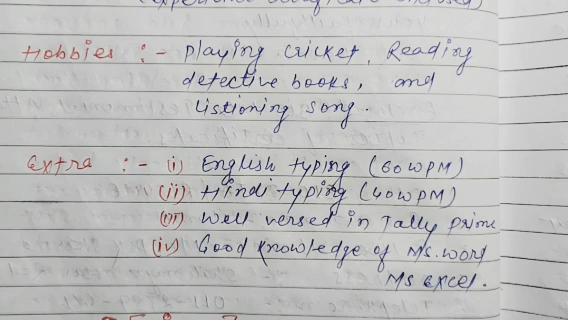 Hobbies :- Playing cricket, Reading
detective books, and
Listioning song.
Extra :- (i) English typing (60 WPM)
(ii) Hindi typing (40 WPM)
(iii) Well versed in Tally prime
(iv) Good knowledge of Ms. word
Ms excel.